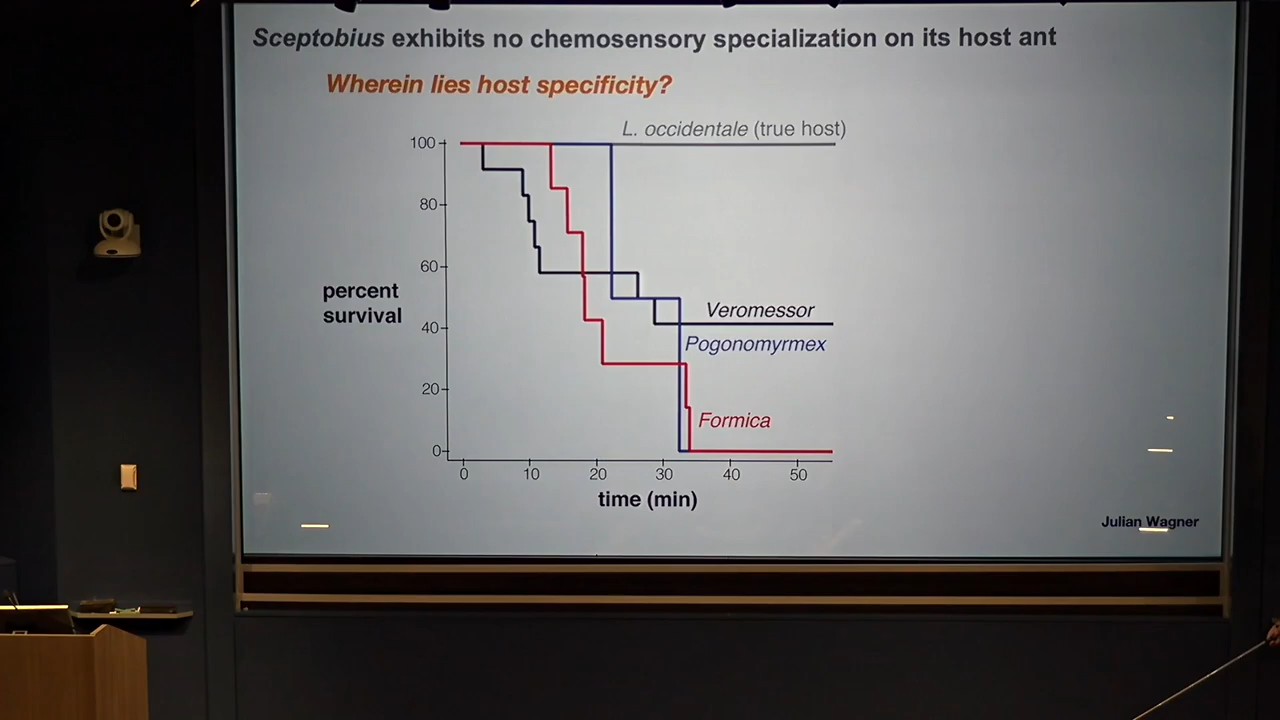 Sceptobius exhibits no chemosensory specialization on its host ant
Wherein lies host specificity?
L. occidentale (true host)
100
80
60
40
20
0
percent
survival
Veromessor
Pogonomyrmex
Formica
0 10 20 30 40 50
time (min)
Julian Wagner